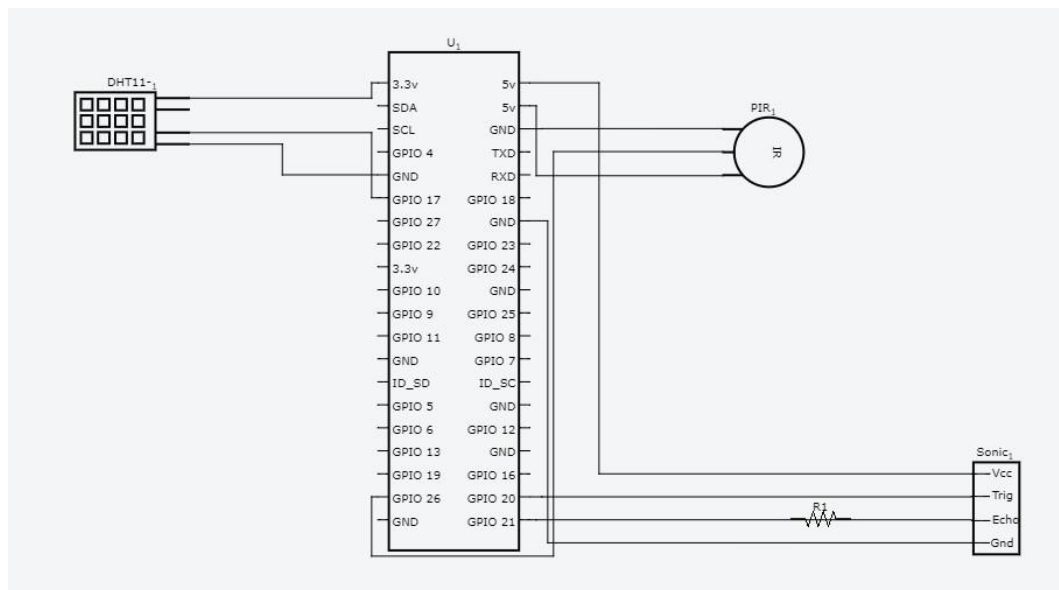 U1
DHT11-1
3.3v
5v
SDA
5v
PIR1
SCL
GND
IR
GPIO 4
TXD
GND
RXD
GPIO 17
GPIO 18
GPIO 27
GND
GPIO 22
GPIO 23
3.3v
GPIO 24
GPIO 10
GND
GPIO 9
GPIO 25
GPIO 11
GPIO 8
GND
GPIO 7
ID_SD
ID_SC
GPIO 5
GND
GPIO 6
GPIO 12
GPIO 13
GND
Sonic1
GPIO 19
GPIO 16
Vcc
GPIO 26
GPIO 20
Trig
R1
GND
GPIO 21
Echo
Gnd